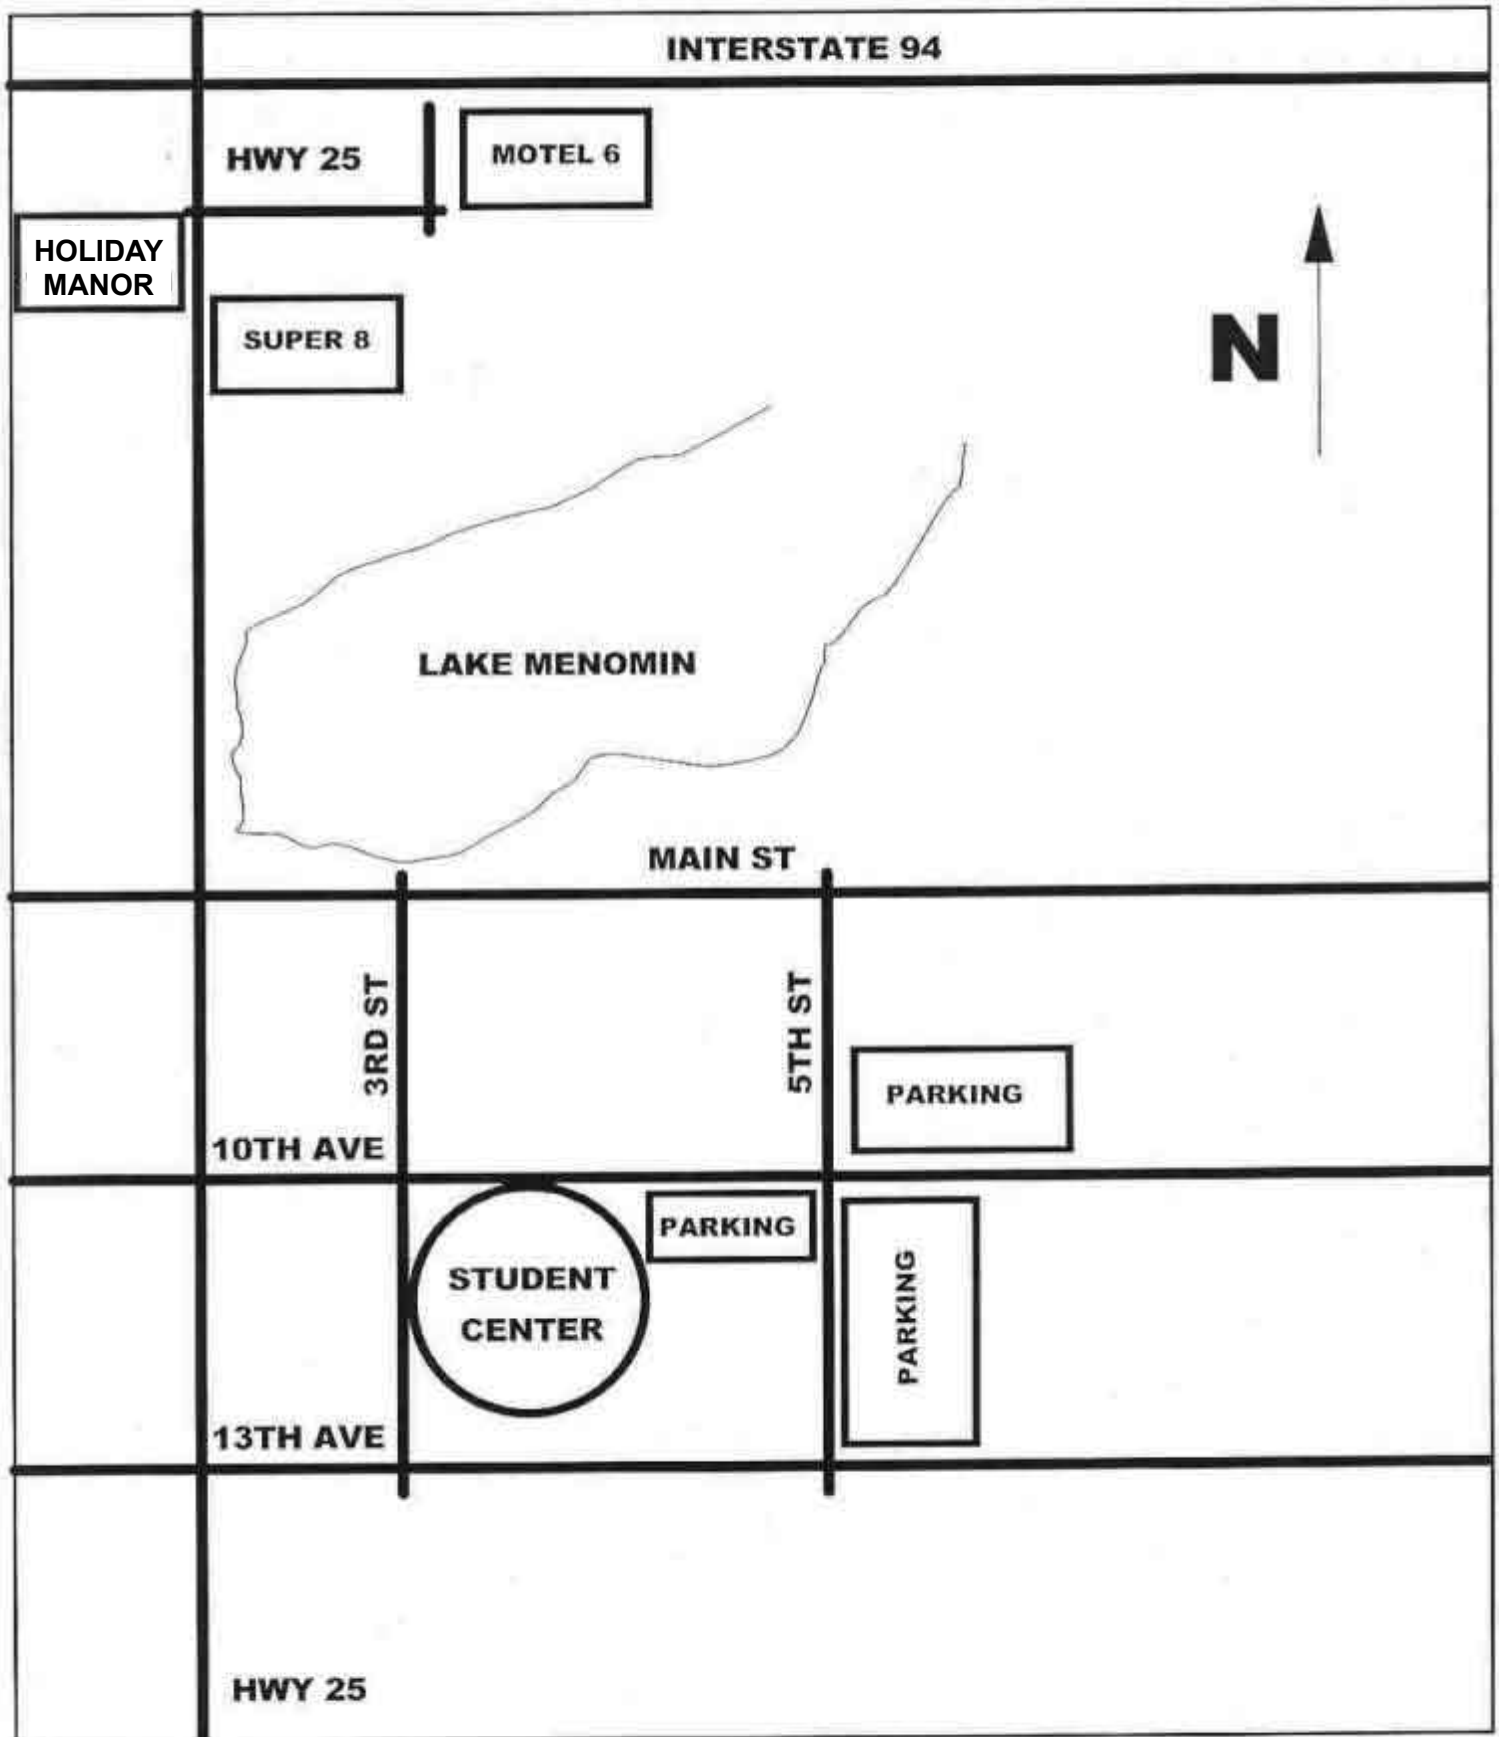 INTERSTATE 94
HWY 25
MOTEL 6
HOLIDAY
MANOR
SUPER 8
N
LAKE MENOMIN
MAIN ST
3RD ST
5TH ST
PARKING
10TH AVE
PARKING
STUDENT
CENTER
PARKING
13TH AVE
HWY 25